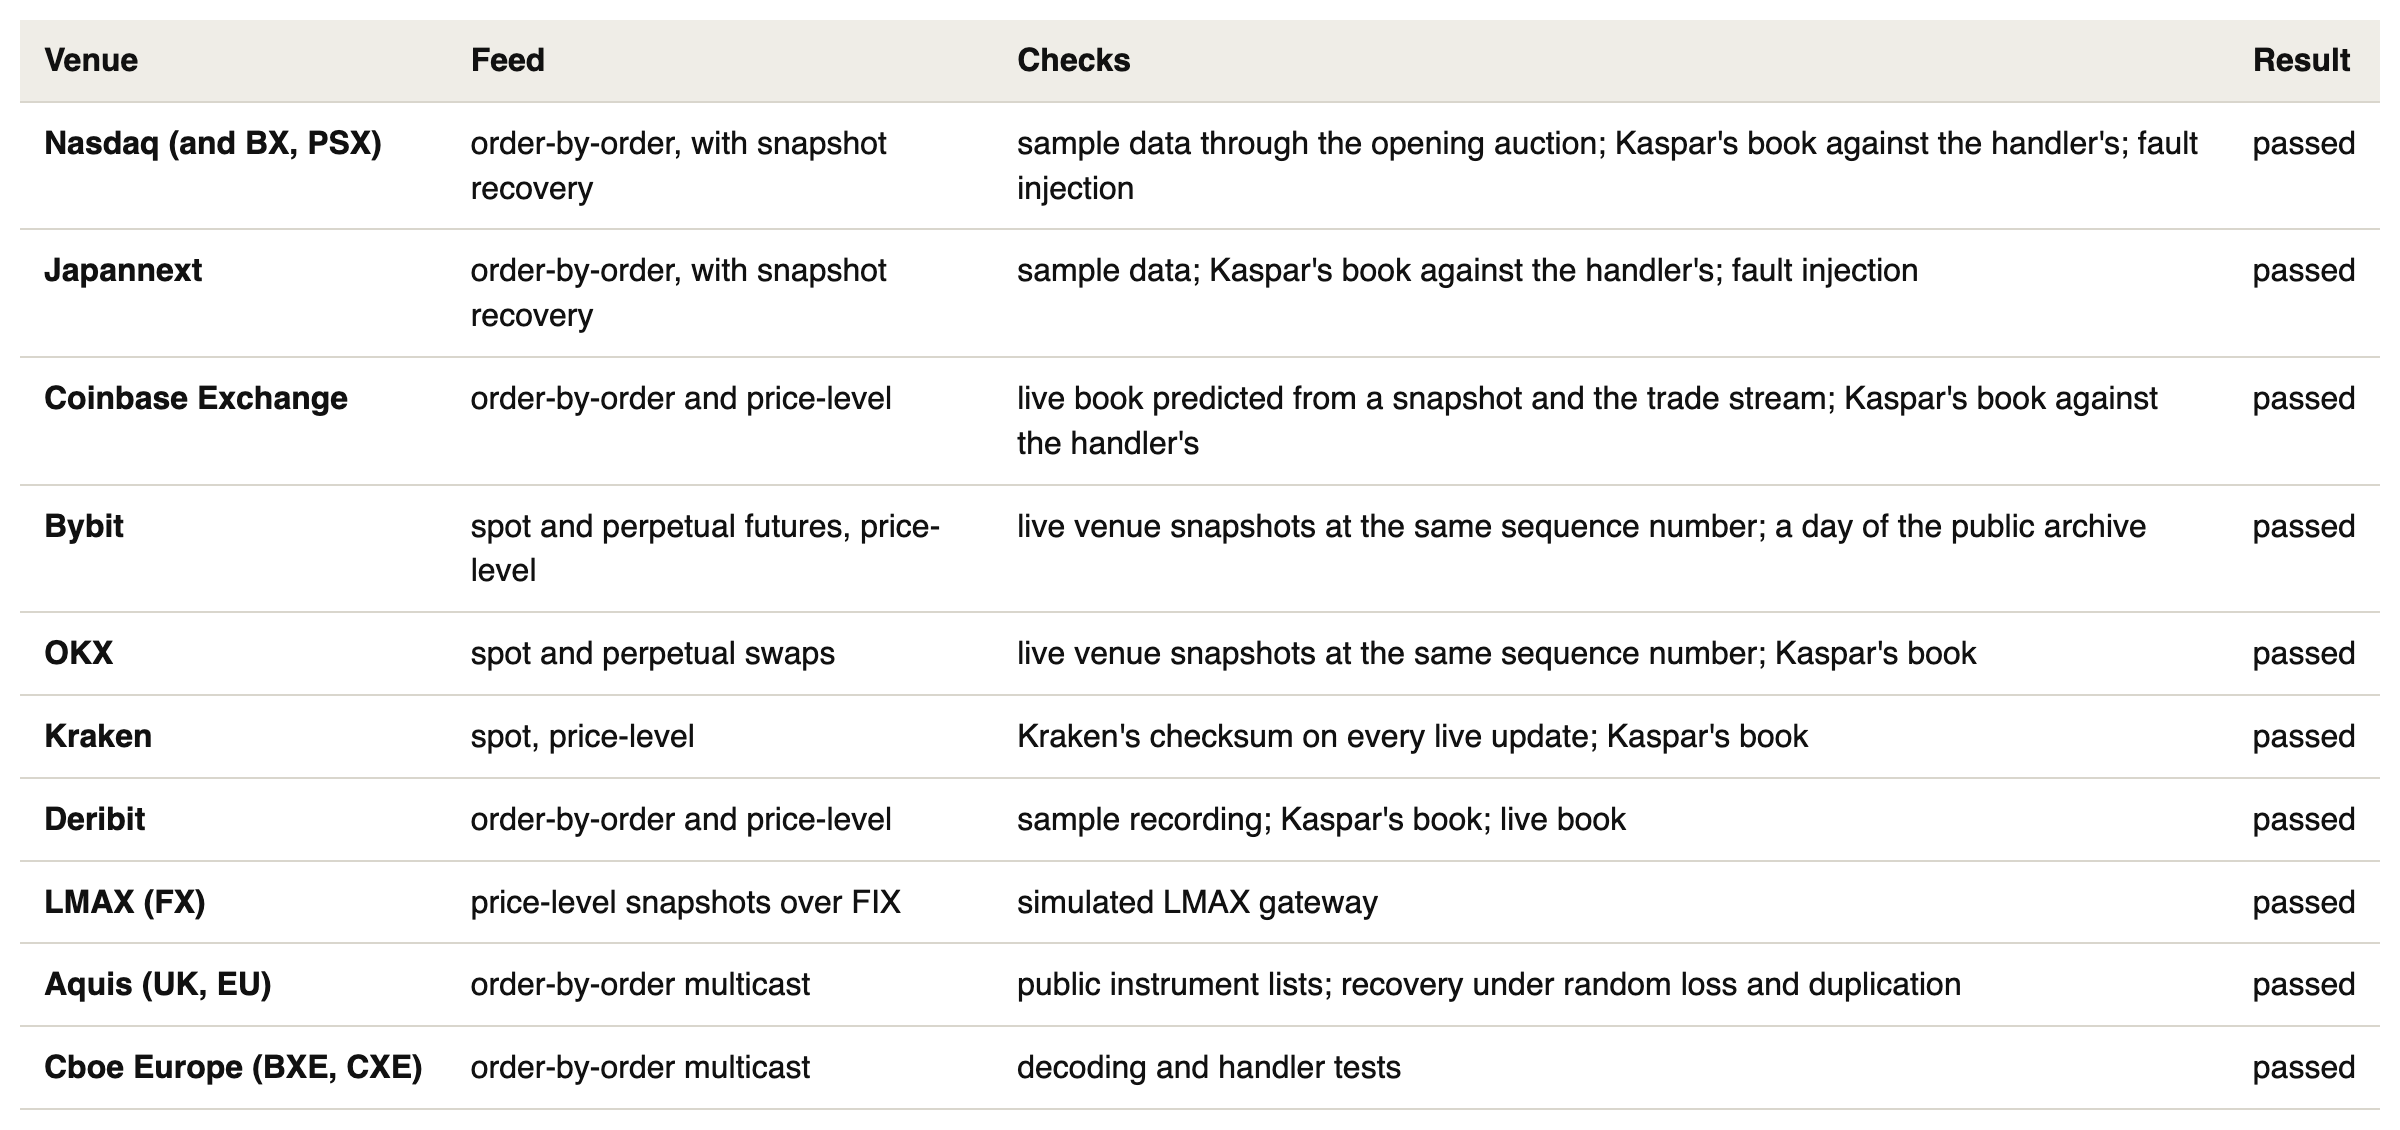 Venue Feed Checks Result
Nasdaq (and BX, PSX) order-by-order, with snapshot sample data through the opening auction; Kaspar's book against the handler's; fault passed
recovery injection
Japannext order-by-order, with snapshot sample data; Kaspar's book against the handler's; fault injection passed
recovery
Coinbase Exchange order-by-order and price-level live book predicted from a snapshot and the trade stream; Kaspar's book against passed
the handler's
Bybit spot and perpetual futures, price- live venue snapshots at the same sequence number; a day of the public archive passed
level
OKX spot and perpetual swaps live venue snapshots at the same sequence number; Kaspar's book passed
Kraken spot, price-level Kraken's checksum on every live update; Kaspar's book passed
Deribit order-by-order and price-level sample recording; Kaspar's book; live book passed
LMAX (FX) price-level snapshots over FIX simulated LMAX gateway passed
Aquis (UK, EU) order-by-order multicast public instrument lists; recovery under random loss and duplication passed
Cboe Europe (BXE, CXE) order-by-order multicast decoding and handler tests passed